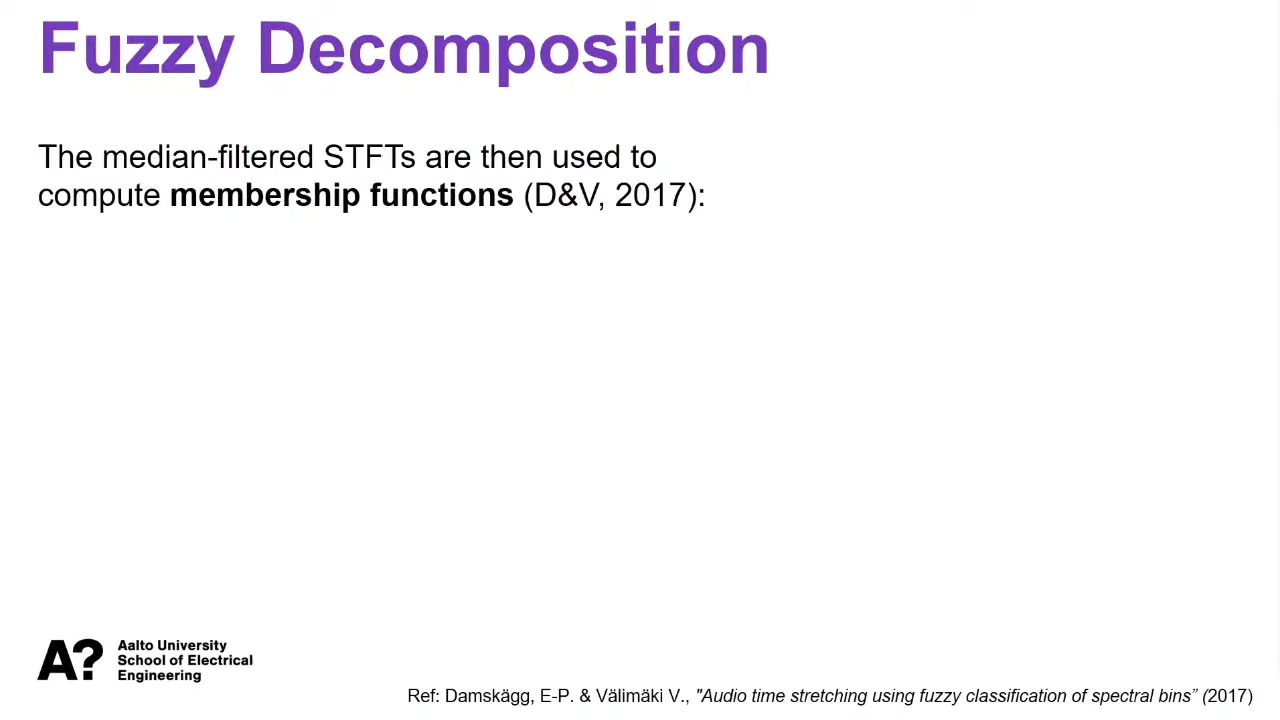 Fuzzy Decomposition
The median-filtered STFTs are then used to
compute membership functions (D&V, 2017):
A?
Aalto University
School of Electrical
Engineering
Ref: Damskägg, E-P. & Välimäki V., "Audio time stretching using fuzzy classification of spectral bins” (2017)